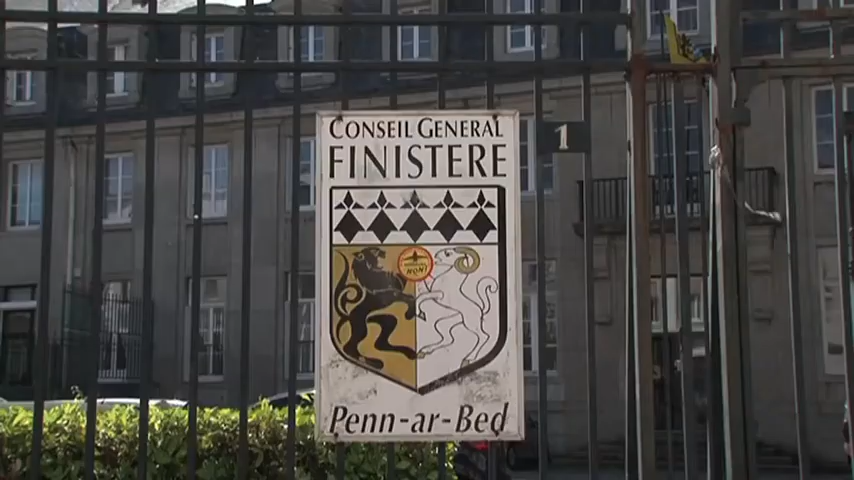 CONSEIL GENERAL
FINISTERE
1
NON
Penn-ar-Bed